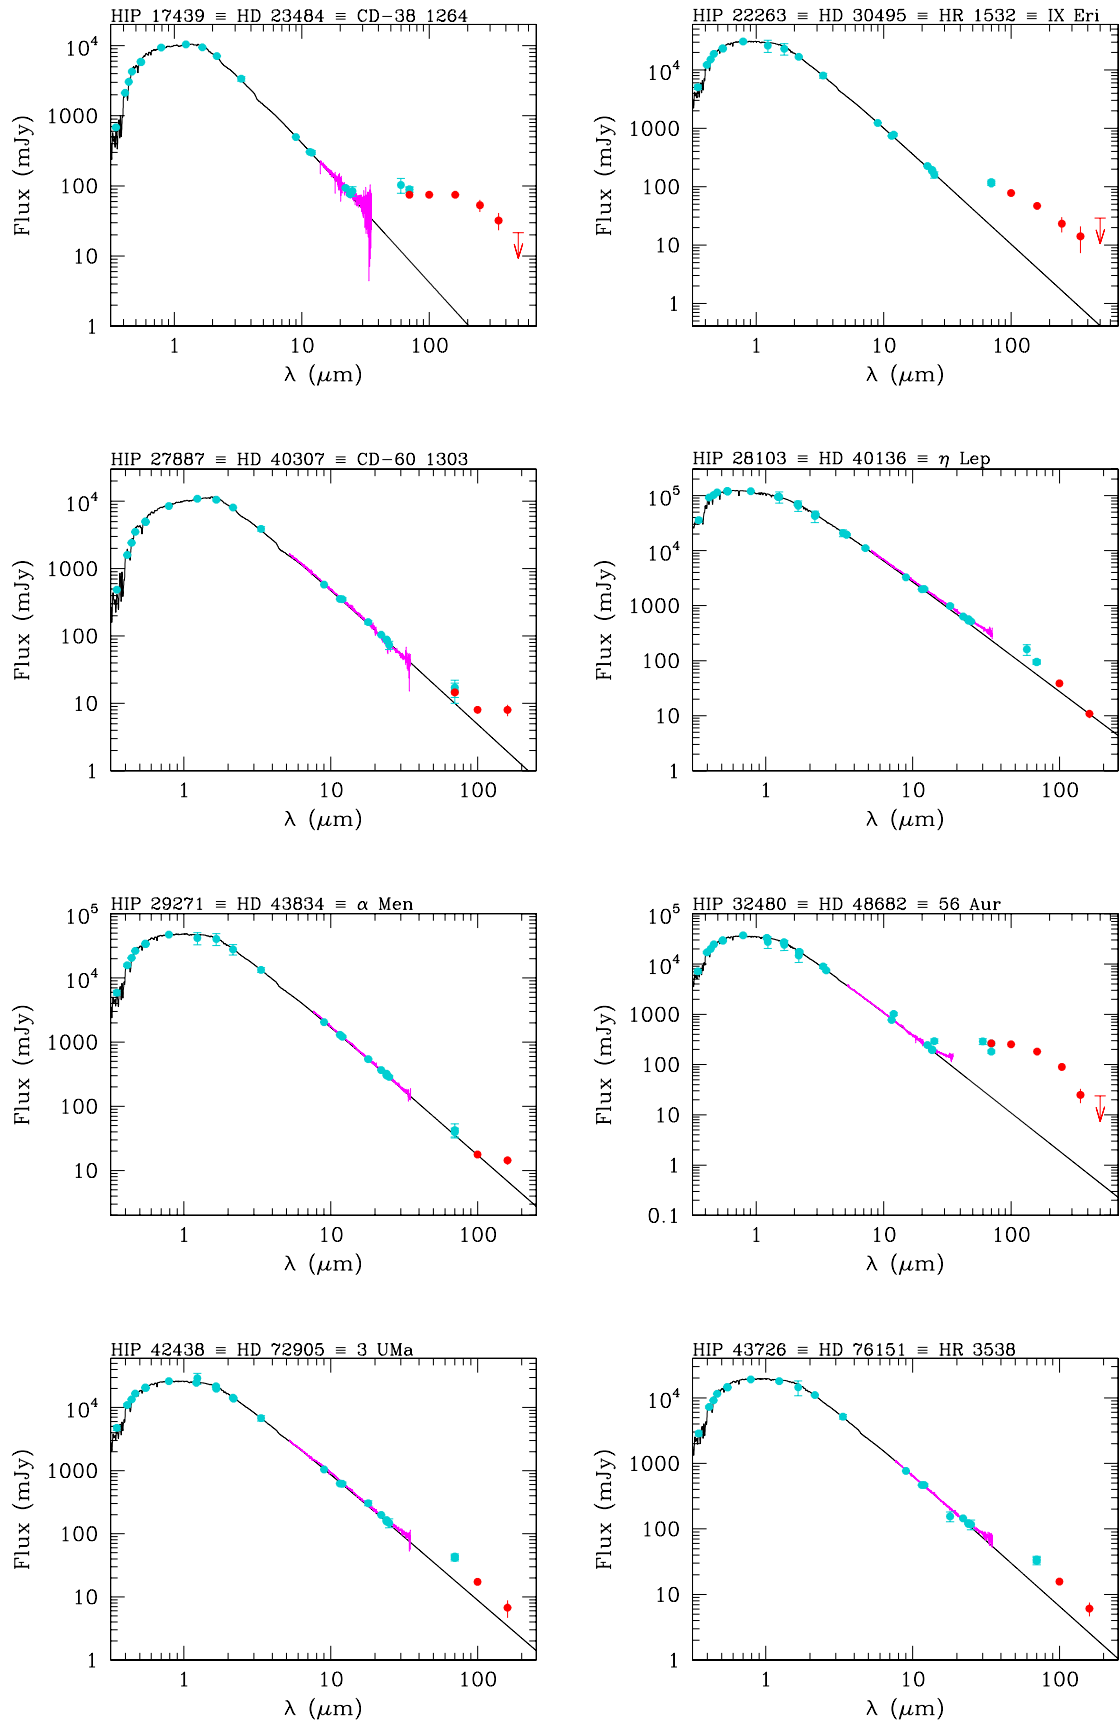 HIP 17439 ≡ HD 23484 ≡ CD-38 1264
10⁴
1000
100
10
1
Flux (mJy)
1 10 100
λ (μm)
HIP 22263 ≡ HD 30495 ≡ HR 1532 ≡ IX Eri
10⁴
1000
100
10
1
Flux (mJy)
1 10 100
λ (μm)
HIP 27887 ≡ HD 40307 ≡ CD-60 1303
10⁴
1000
100
10
1
Flux (mJy)
1 10 100
λ (μm)
HIP 28103 ≡ HD 40136 ≡ η Lep
10⁵
10⁴
1000
100
10
Flux (mJy)
1 10 100
λ (μm)
HIP 29271 ≡ HD 43834 ≡ α Men
10⁵
10⁴
1000
100
10
Flux (mJy)
1 10 100
λ (μm)
HIP 32480 ≡ HD 48682 ≡ 56 Aur
10⁵
10⁴
1000
100
10
1
0.1
Flux (mJy)
1 10 100
λ (μm)
HIP 42438 ≡ HD 72905 ≡ 3 UMa
10⁴
1000
100
10
1
Flux (mJy)
1 10 100
λ (μm)
HIP 43726 ≡ HD 76151 ≡ HR 3538
10⁴
1000
100
10
1
Flux (mJy)
1 10 100
λ (μm)